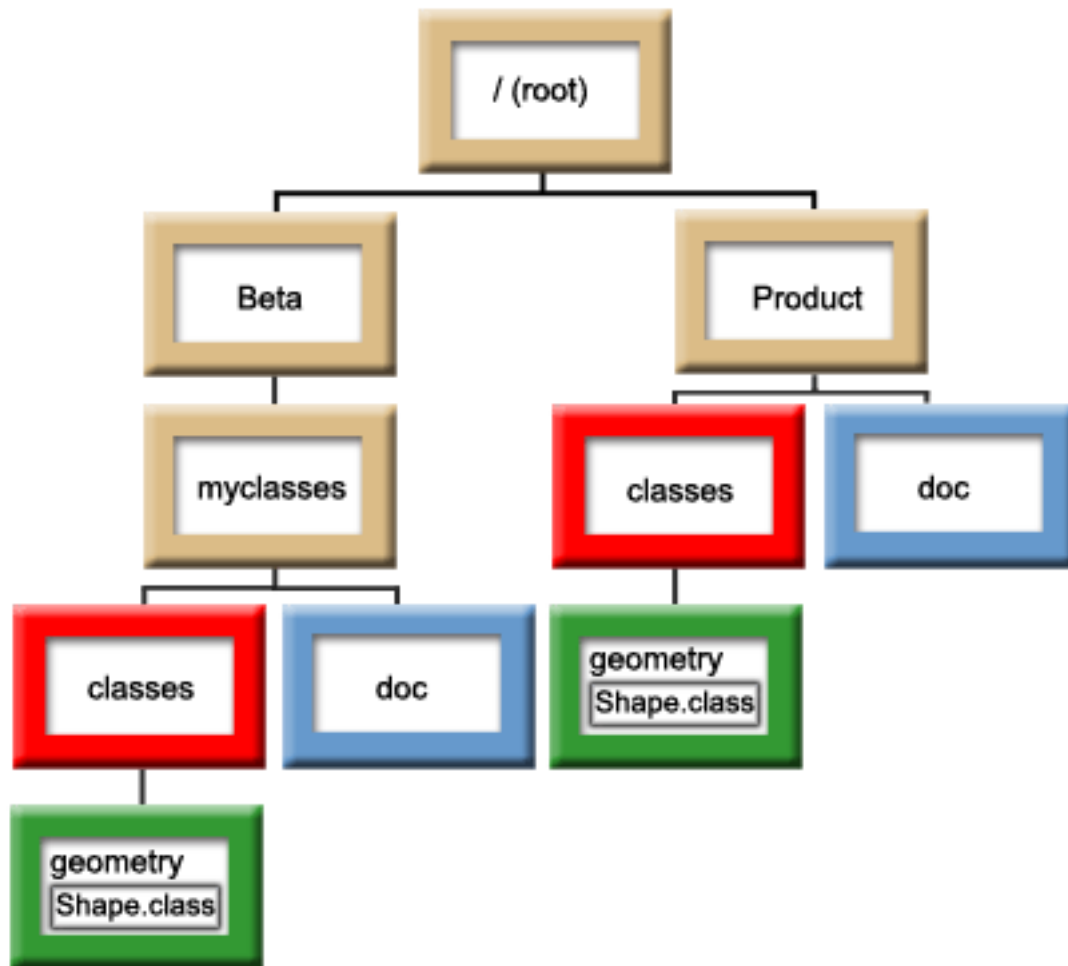 / (root)
Beta
Product
myclasses
classes
doc
classes
doc
geometry
Shape.class
geometry
Shape.class